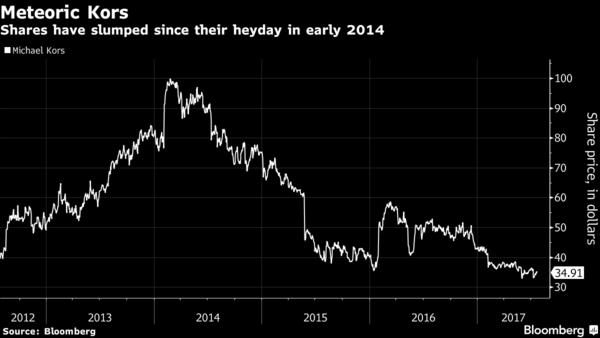 Meteoric Kors
Shares have slumped since their heyday in early 2014
Michael Kors
100
90
80
70
60
50
40
34.91
30
Share price, in dollars
2012 2013 2014 2015 2016 2017
Source: Bloomberg
Bloomberg